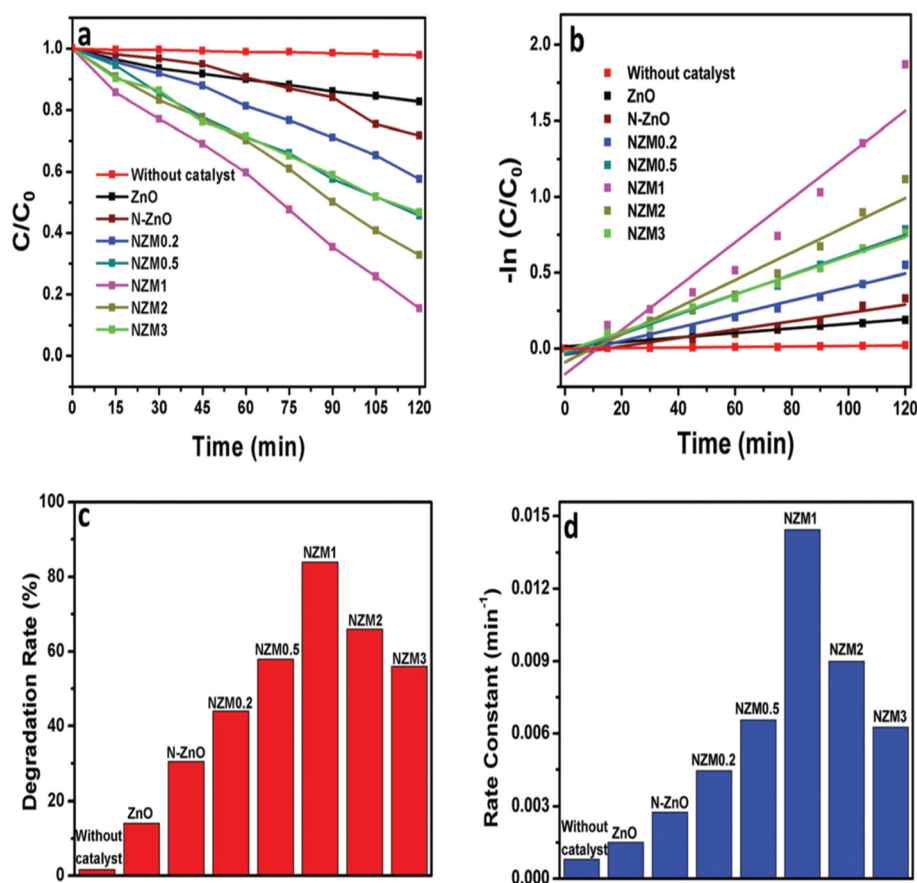 a
C/C0
1.0
0.8
0.6
0.4
0.2
0.0
Without catalyst
ZnO
N-ZnO
NZM0.2
NZM0.5
NZM1
NZM2
NZM3
0 15 30 45 60 75 90 105 120
Time (min)
b
-ln (C/C0)
2.0
1.5
1.0
0.5
0.0
Without catalyst
ZnO
N-ZnO
NZM0.2
NZM0.5
NZM1
NZM2
NZM3
0 20 40 60 80 100 120
Time (min)
c
Degradation Rate (%)
100
80
60
40
20
0
Without
catalyst
ZnO
N-ZnO
NZM0.2
NZM0.5
NZM1
NZM2
NZM3
d
Rate Constant (min-1)
0.015
0.012
0.009
0.006
0.003
0.000
Without
catalyst
ZnO
N-ZnO
NZM0.2
NZM0.5
NZM1
NZM2
NZM3